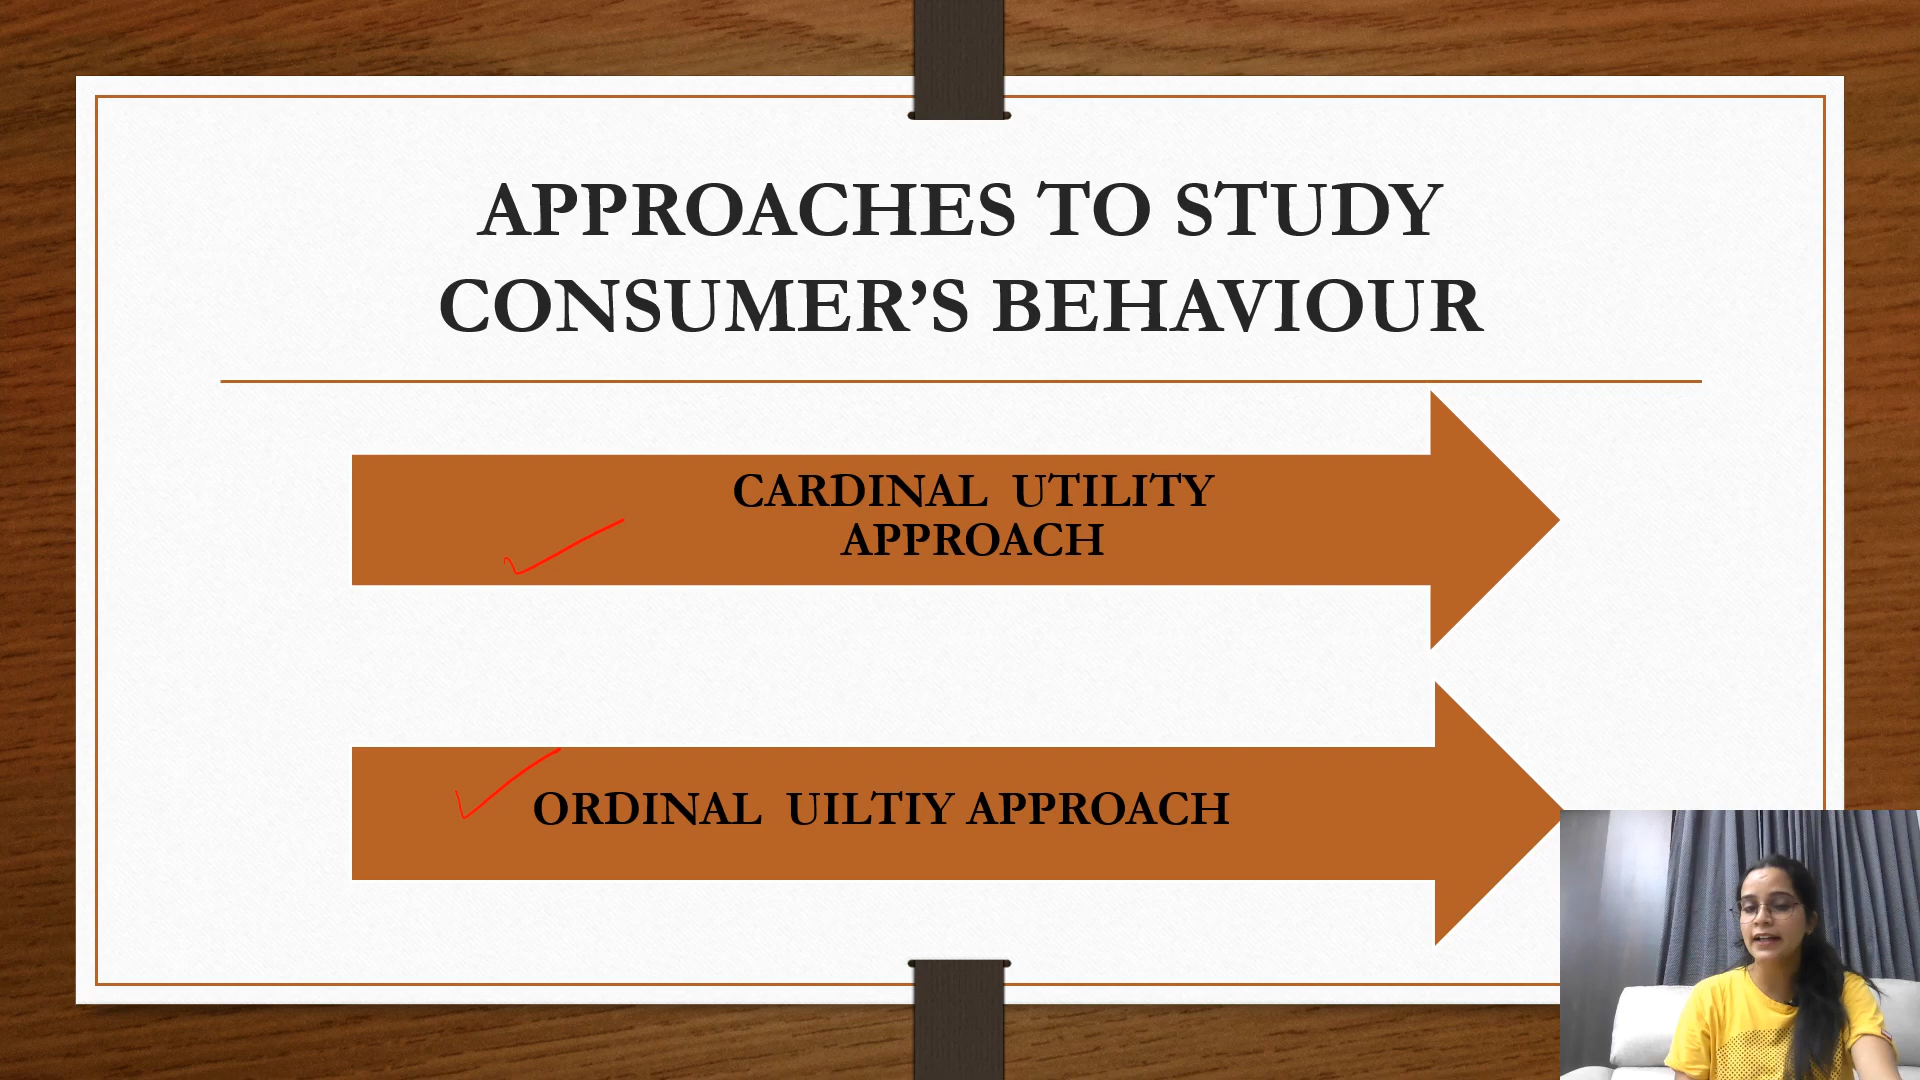 APPROACHES TO STUDY
CONSUMER’S BEHAVIOUR
CARDINAL UTILITY
APPROACH
ORDINAL UILTIY APPROACH